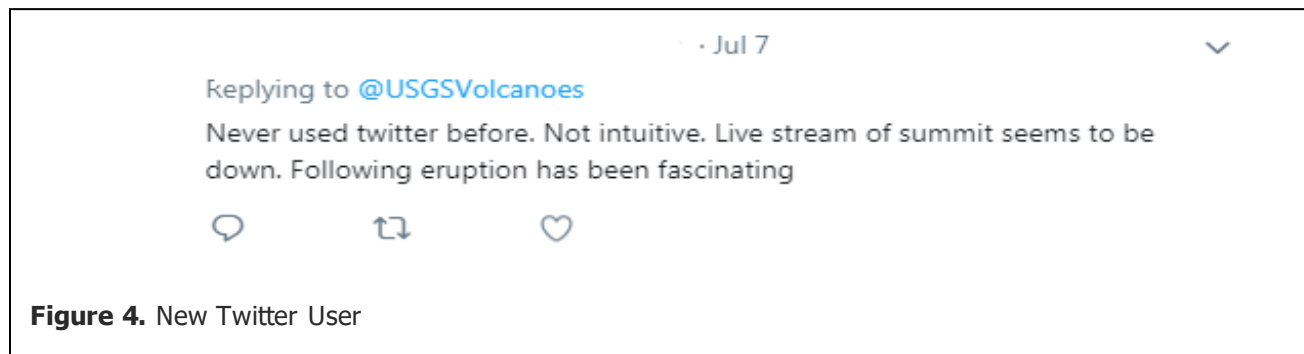 · Jul 7
Replying to @USGSVolcanoes
Never used twitter before. Not intuitive. Live stream of summit seems to be
down. Following eruption has been fascinating
Figure 4. New Twitter User